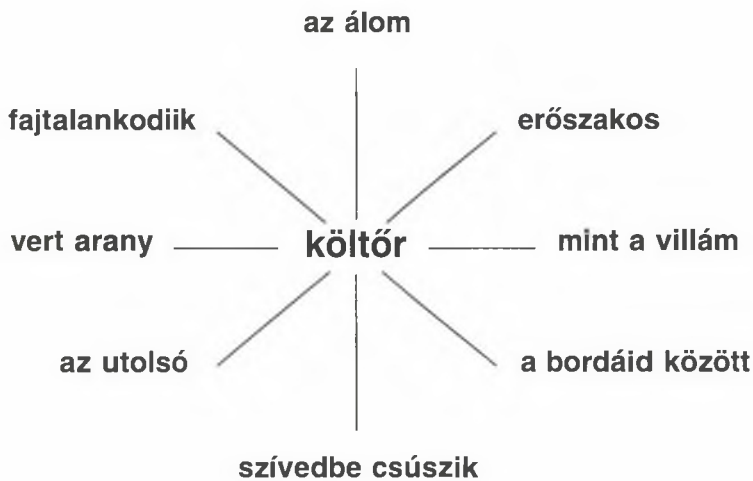 az álom
fajtalankodiik
erőszakos
vert arany
költőr
mint a villám
az utolsó
a bordáid között
szívedbe csúszik